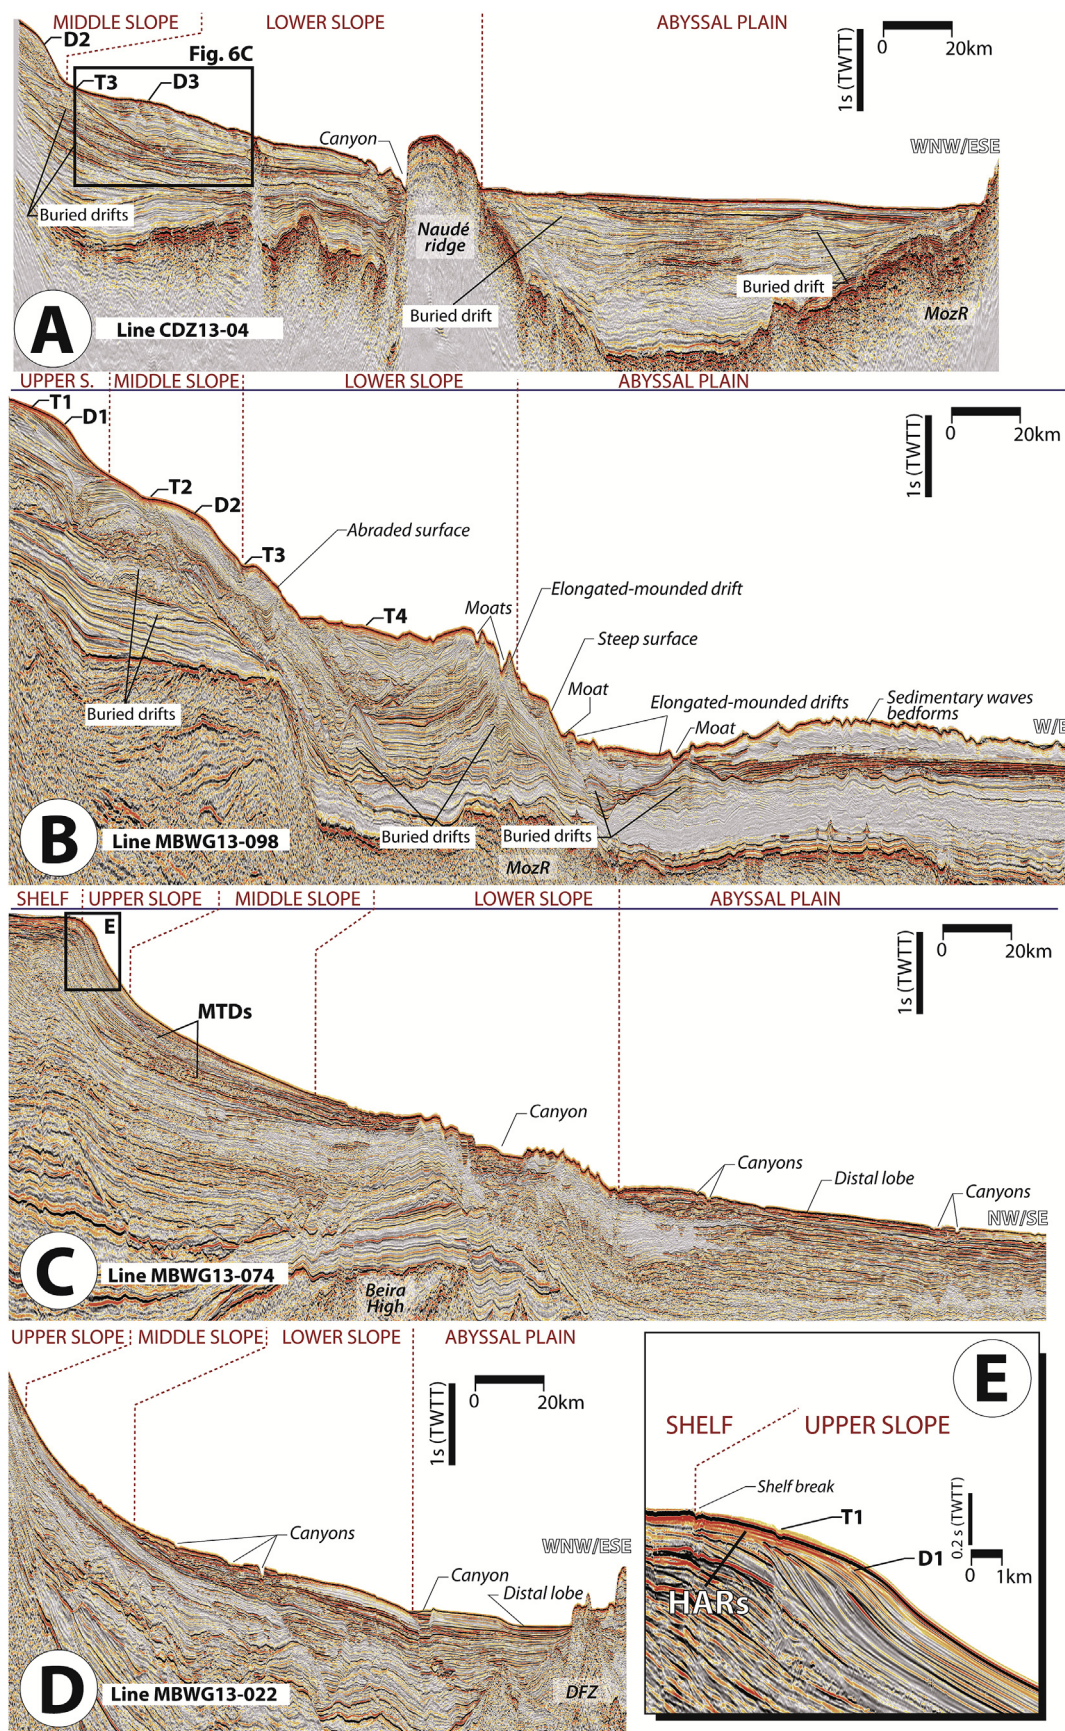 MIDDLE SLOPE LOWER SLOPE ABYSSAL PLAIN
D2
Fig. 6C
T3 D3
0 20km
1s (TWTT)
Canyon
WNW/ESE
Buried drifts
Naudé
ridge
Buried drift
Buried drift
MozR
A
Line CDZ13-04
UPPER S. MIDDLE SLOPE LOWER SLOPE ABYSSAL PLAIN
T1
D1
0 20km
1s (TWTT)
T2
D2
Abraded surface
T3
Elongated-mounded drift
Moats
T4
Steep surface
Moat
Elongated-mounded drifts
Sedimentary waves
bedforms
Moat
W/E
Buried drifts
Buried drifts
Buried drifts
B
Line MBWG13-098
MozR
SHELF UPPER SLOPE MIDDLE SLOPE LOWER SLOPE ABYSSAL PLAIN
E
0 20km
1s (TWTT)
MTDs
Canyon
Canyons
Distal lobe
Canyons
NW/SE
C
Line MBWG13-074
Beira
High
UPPER SLOPE MIDDLE SLOPE LOWER SLOPE ABYSSAL PLAIN
0 20km
1s (TWTT)
Canyons
WNW/ESE
Canyon
Distal lobe
D
Line MBWG13-022
DFZ
E
SHELF UPPER SLOPE
Shelf break
T1
0.2 s (TWTT)
D1
0 1km
HARs